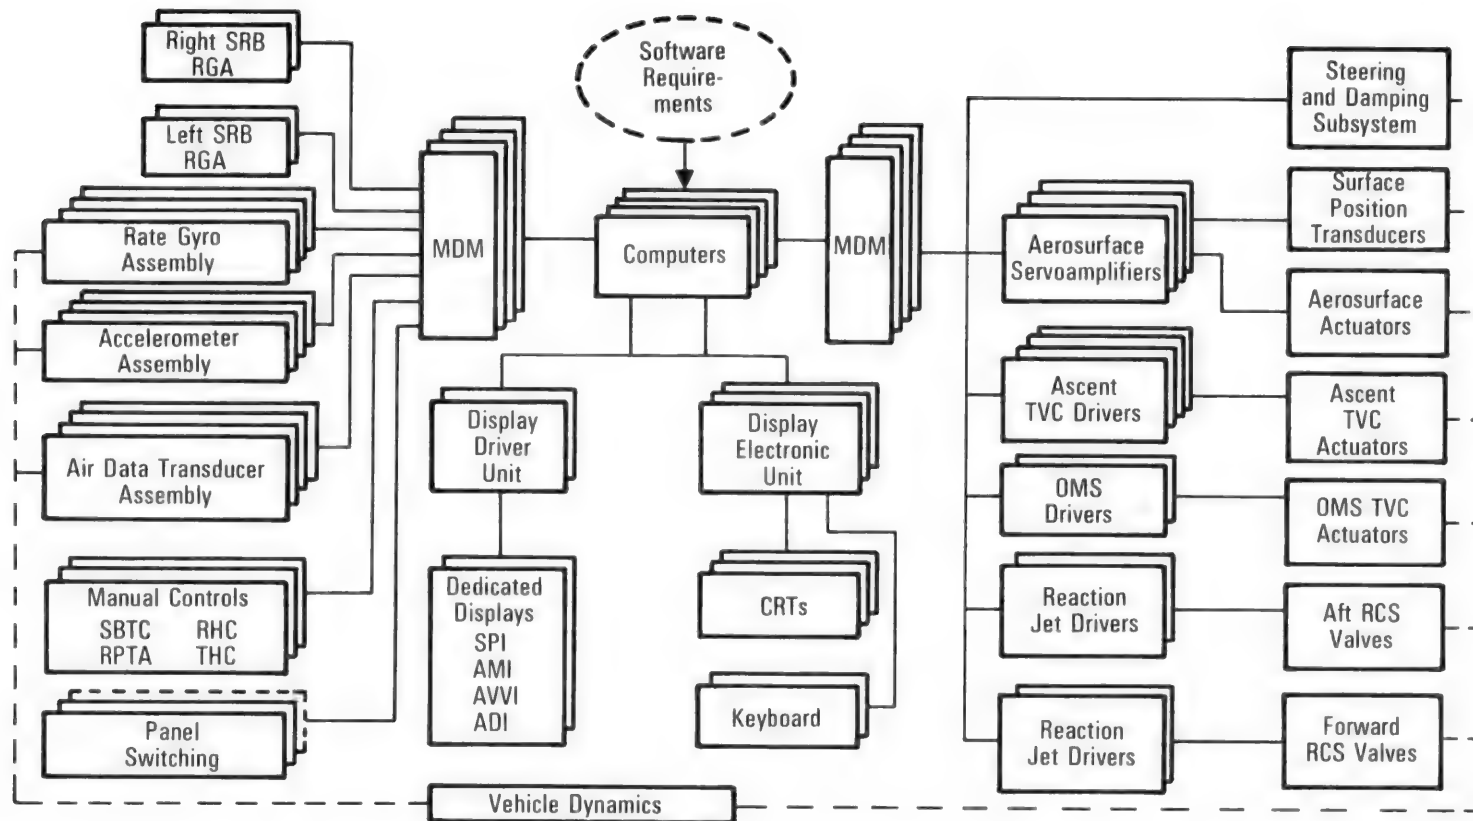 Right SRB
RGA
Left SRB
RGA
Rate Gyro
Assembly
Accelerometer
Assembly
Air Data Transducer
Assembly
Manual Controls
SBTC RHC
RPTA THC
Panel
Switching
MDM
Software
Require-
ments
Computers
MDM
Display
Driver
Unit
Display
Electronic
Unit
Dedicated
Displays
SPI
AMI
AVVI
ADI
CRTs
Keyboard
Vehicle Dynamics
Aerosurface
Servoamplifiers
Ascent
TVC Drivers
OMS
Drivers
Reaction
Jet Drivers
Reaction
Jet Drivers
Steering
and Damping
Subsystem
Surface
Position
Transducers
Aerosurface
Actuators
Ascent
TVC
Actuators
OMS TVC
Actuators
Aft RCS
Valves
Forward
RCS Valves